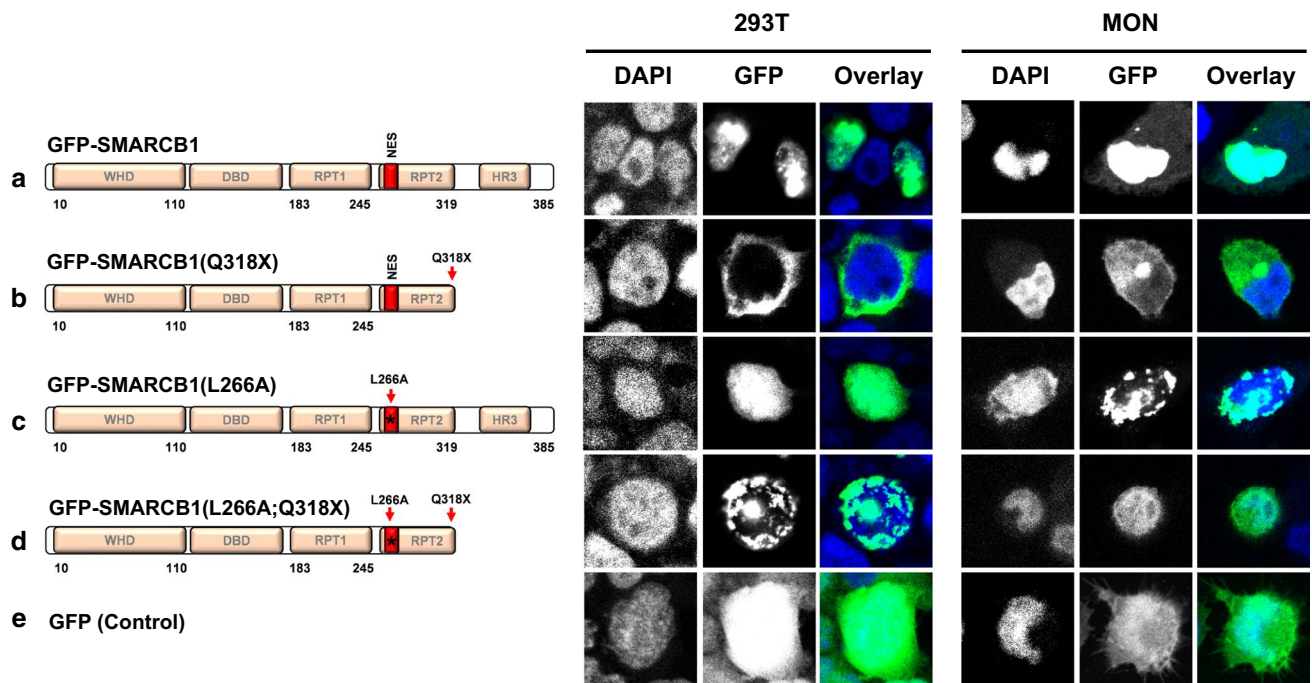 293T MON
DAPI GFP Overlay DAPI GFP Overlay
GFP-SMARCB1
NES
a WHD DBD RPT1 RPT2 HR3
10 110 183 245 319 385
GFP-SMARCB1(Q318X)
NES Q318X
b WHD DBD RPT1 RPT2
10 110 183 245
GFP-SMARCB1(L266A)
L266A
c WHD DBD RPT1 * RPT2 HR3
10 110 183 245 319 385
GFP-SMARCB1(L266A;Q318X)
L266A Q318X
d WHD DBD RPT1 * RPT2
10 110 183 245
e GFP (Control)